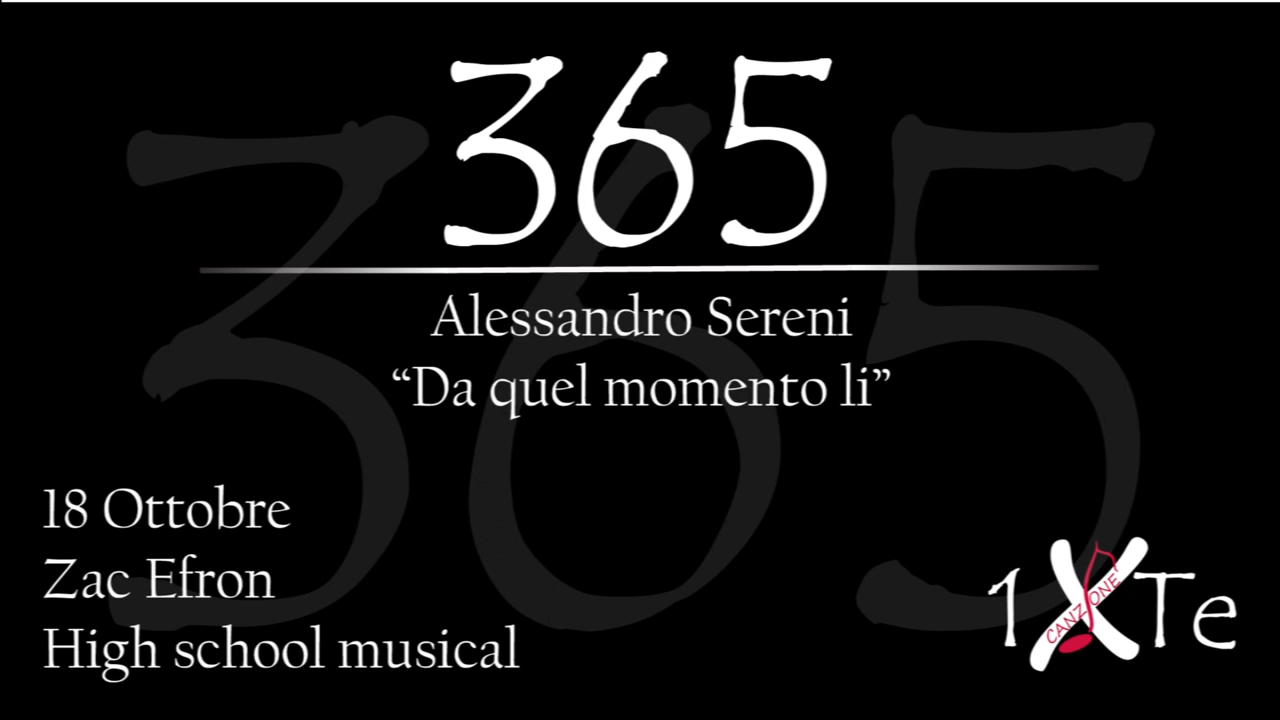 365
Alessandro Sereni
“Da quel momento li”
18 Ottobre
Zac Efron
High school musical
1XTe
CANZONE